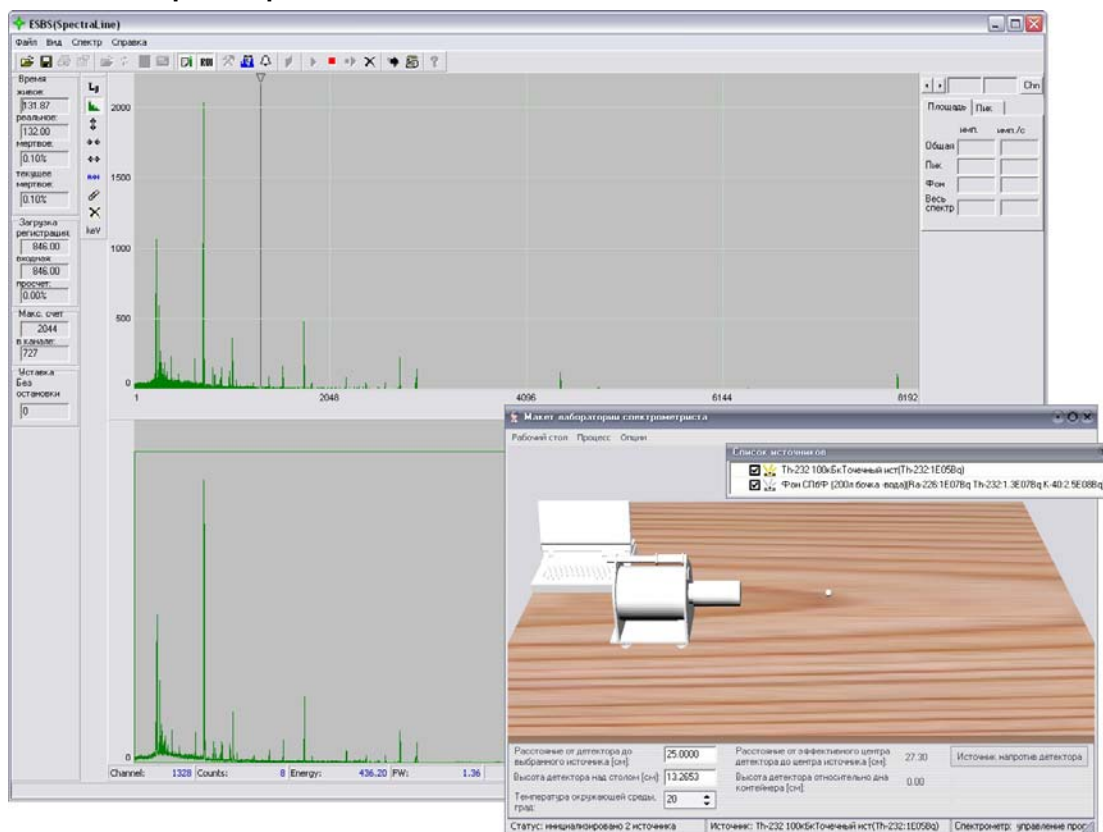 ESBS(SpectraLine)
Файл Вид Спектр Справка
Время
живое:
131.87
реальное:
132.00
мертвое:
0.10%
текущее
мертвое:
0.10%
Загрузка
регистрация:
846.00
входная:
846.00
просчет:
0.00%
Макс. счет
2044
в канале:
727
Уставка
Без
остановки
0
ROI
keV
2000
1500
1000
500
0
1 2048 4096 6144 8192
Chn
Площадь Пик
имп. имп./с
Общая
Пик
Фон
Весь
спектр
0
Channel: 1328 Counts: 8 Energy: 436.20 PW: 1.36
Макет лаборатории спектрометриста
Рабочий стол Процесс Опции
Список источников
Th-232 100кБкТочечный ист(Th-232:1E05Bq)
Фон СПбФ [200л бочка -вода](Ra-226:1E07Bq Th-232:1.3E07Bq K-40:2.5E08Bq
Расстояние от детектора до
выбранного источника [см]: 25.0000
Высота детектора над столом [см]: 13.2653
Температура окружающей среды,
град: 20
Расстояние от эффективного центра
детектора до центра источника [см]: 27.30
Высота детектора относительно дна
контейнера [см]: 0.00
Источник напротив детектора
Статус: инициализировано 2 источника Источник: Th-232 100кБкТочечный ист(Th-232:1E05Bq) Спектрометр: управление прог